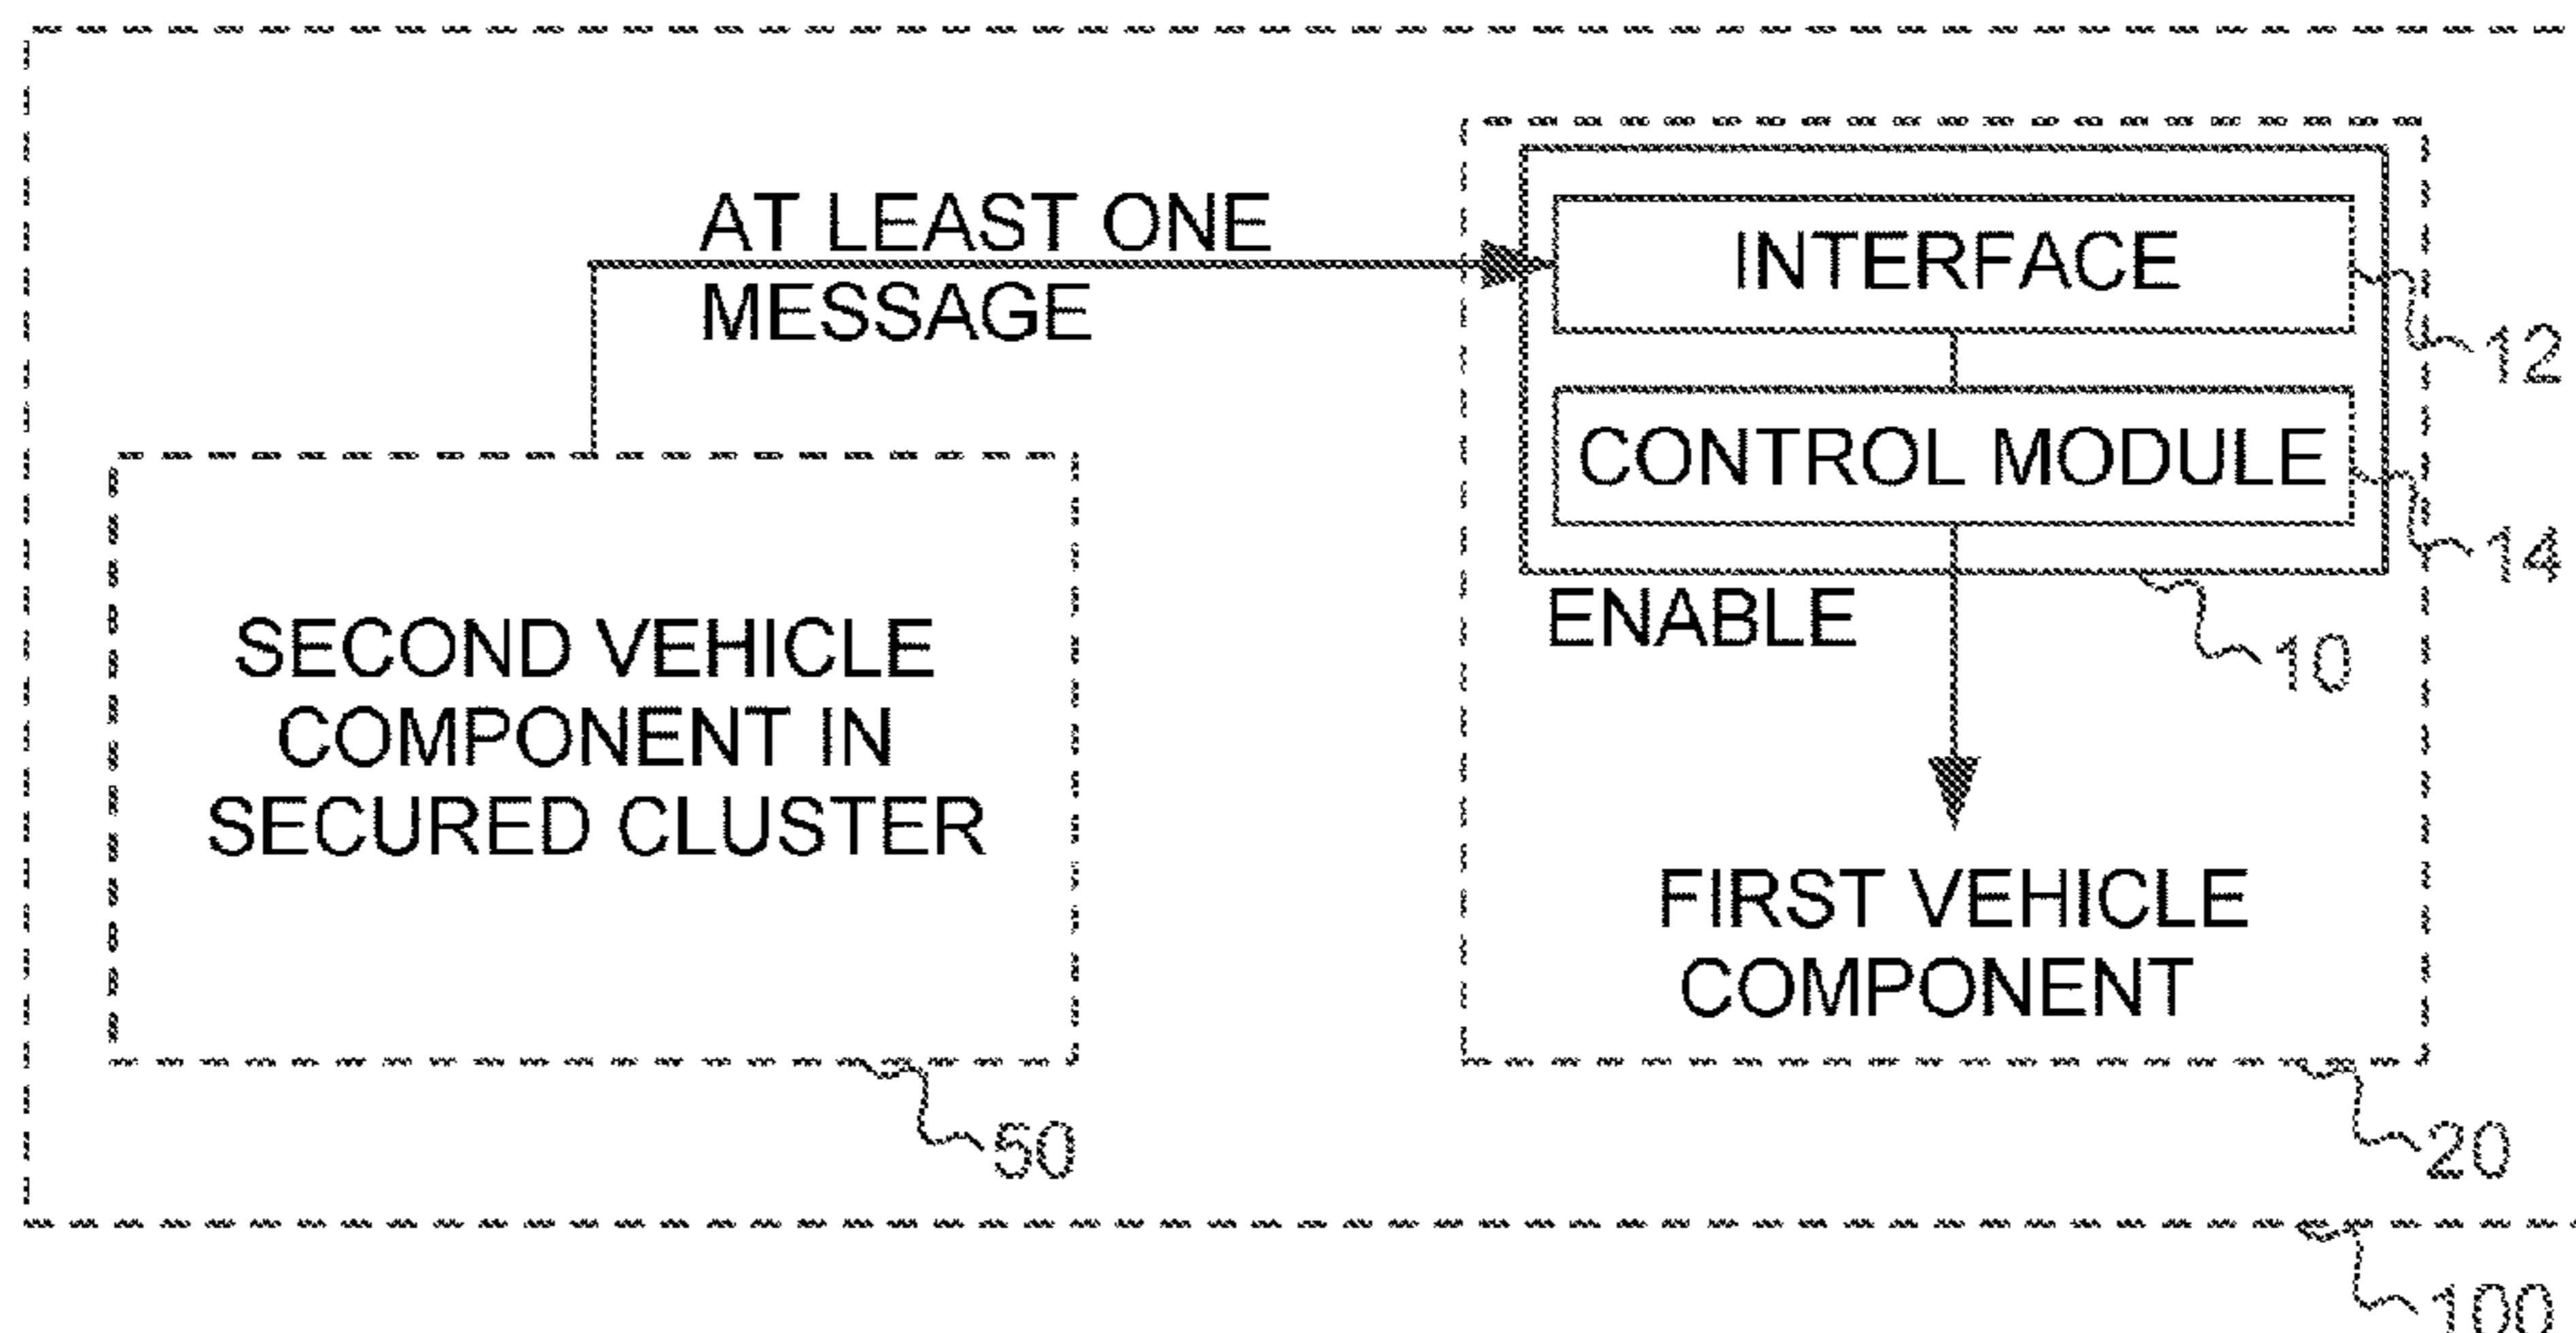 AT LEAST ONE
MESSAGE
INTERFACE
12
CONTROL MODULE
14
ENABLE
10
SECOND VEHICLE
COMPONENT IN
SECURED CLUSTER
FIRST VEHICLE
COMPONENT
50
20
100